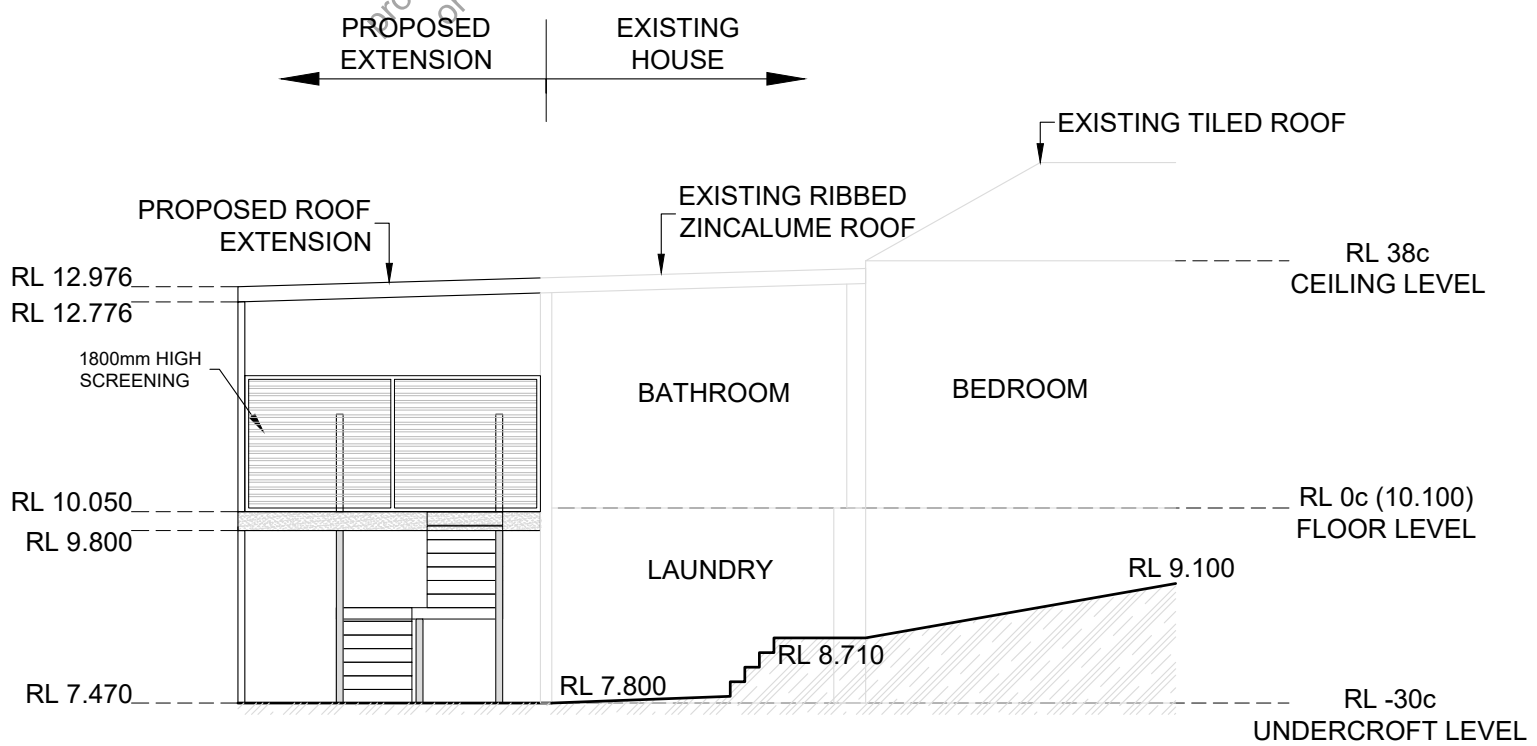 PROPOSED
EXTENSION
EXISTING
HOUSE
EXISTING TILED ROOF
PROPOSED ROOF
EXTENSION
EXISTING RIBBED
ZINCALUME ROOF
RL 12.976
RL 12.776
RL 38c
CEILING LEVEL
1800mm HIGH
SCREENING
BATHROOM
BEDROOM
RL 10.050
RL 9.800
RL 0c (10.100)
FLOOR LEVEL
LAUNDRY
RL 9.100
RL 8.710
RL 7.800
RL 7.470
RL -30c
UNDERCROFT LEVEL